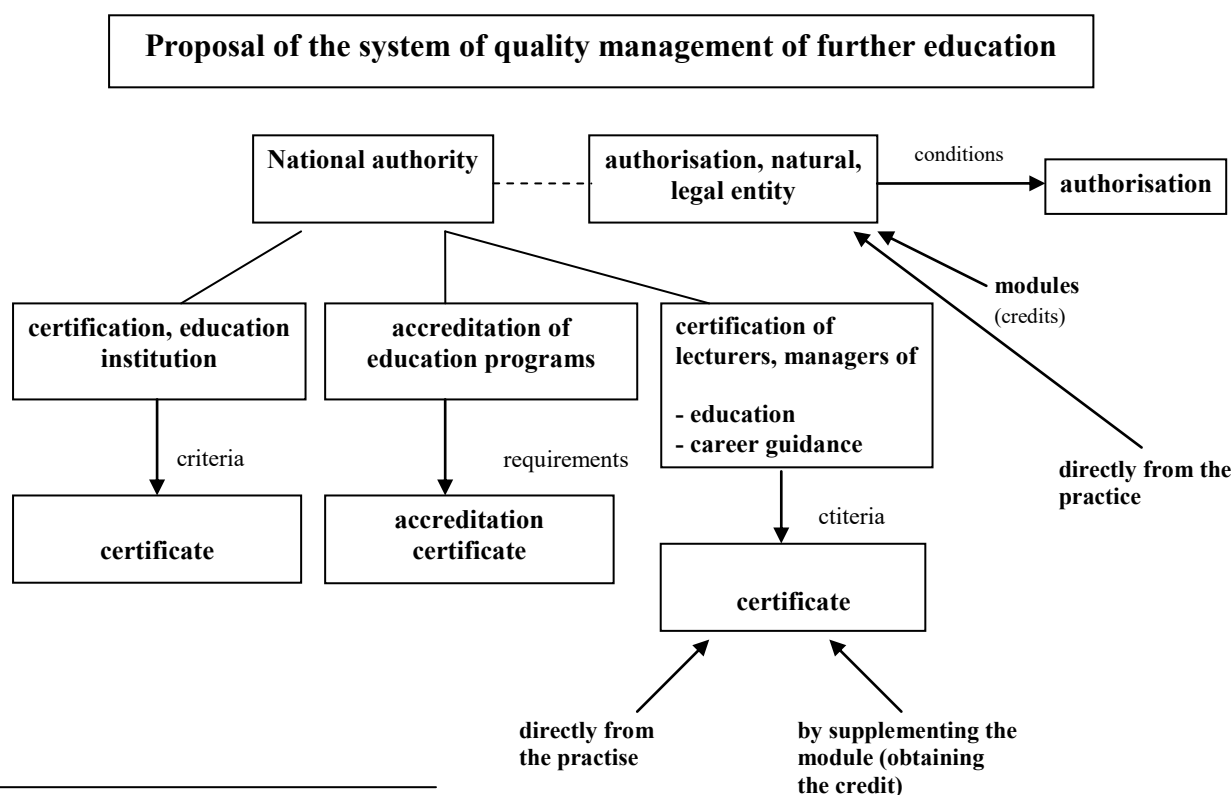 Proposal of the system of quality management of further education
National authority
authorisation, natural,
legal entity
conditions
authorisation
modules
(credits)
directly from the
practice
certification, education
institution
accreditation of
education programs
certification of
lecturers, managers of
- education
- career guidance
criteria
requirements
ctiteria
certificate
accreditation
certificate
certificate
directly from
the practise
by supplementing the
module (obtaining
the credit)